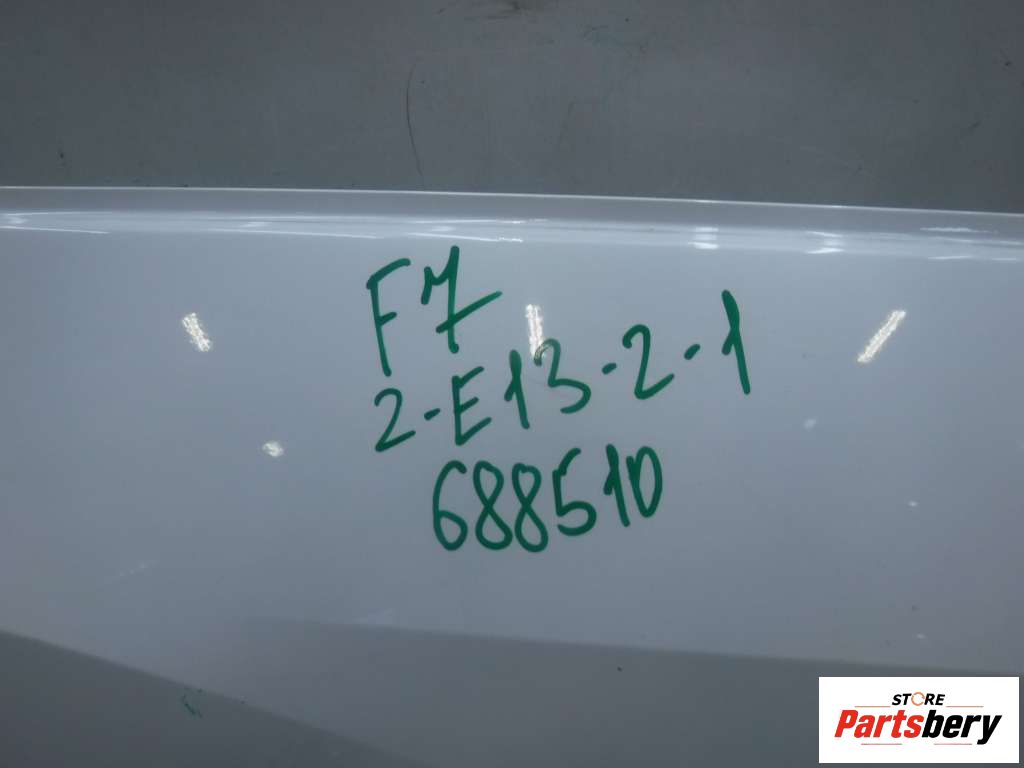 F7
2-E13-2-1
688510
STORE
Partsbery